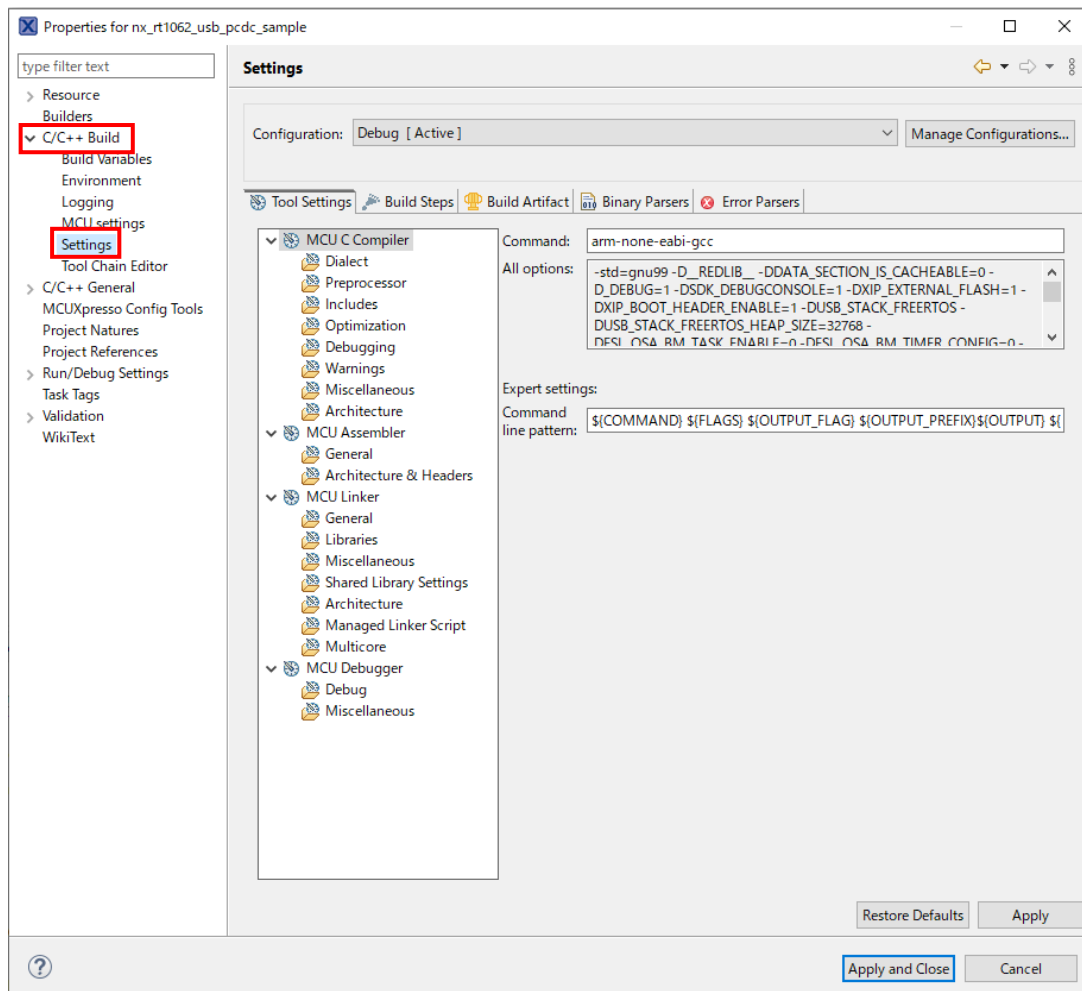 Properties for nx_rt1062_usb_pcdc_sample
type filter text
Resource
Builders
C/C++ Build
Build Variables
Environment
Logging
MCU settings
Settings
Tool Chain Editor
C/C++ General
MCUXpresso Config Tools
Project Natures
Project References
Run/Debug Settings
Task Tags
Validation
WikiText
Settings
Configuration: Debug [ Active ] Manage Configurations...
Tool Settings Build Steps Build Artifact Binary Parsers Error Parsers
MCU C Compiler
Dialect
Preprocessor
Includes
Optimization
Debugging
Warnings
Miscellaneous
Architecture
MCU Assembler
General
Architecture & Headers
MCU Linker
General
Libraries
Miscellaneous
Shared Library Settings
Architecture
Managed Linker Script
Multicore
MCU Debugger
Debug
Miscellaneous
Command: arm-none-eabi-gcc
All options: -std=gnu99 -D__REDLIB__ -DDATA_SECTION_IS_CACHEABLE=0 -
D_DEBUG=1 -DSDK_DEBUGCONSOLE=1 -DXIP_EXTERNAL_FLASH=1 -
DXIP_BOOT_HEADER_ENABLE=1 -DUSB_STACK_FREERTOS -
DUSB_STACK_FREERTOS_HEAP_SIZE=32768 -
DFSL_OSA_BM_TASK_ENABLE=0 -DFSL_OSA_BM_TIMER_CONFIG=0 -
Expert settings:
Command
line pattern: ${COMMAND} ${FLAGS} ${OUTPUT_FLAG} ${OUTPUT_PREFIX}${OUTPUT} ${
Restore Defaults Apply
? Apply and Close Cancel